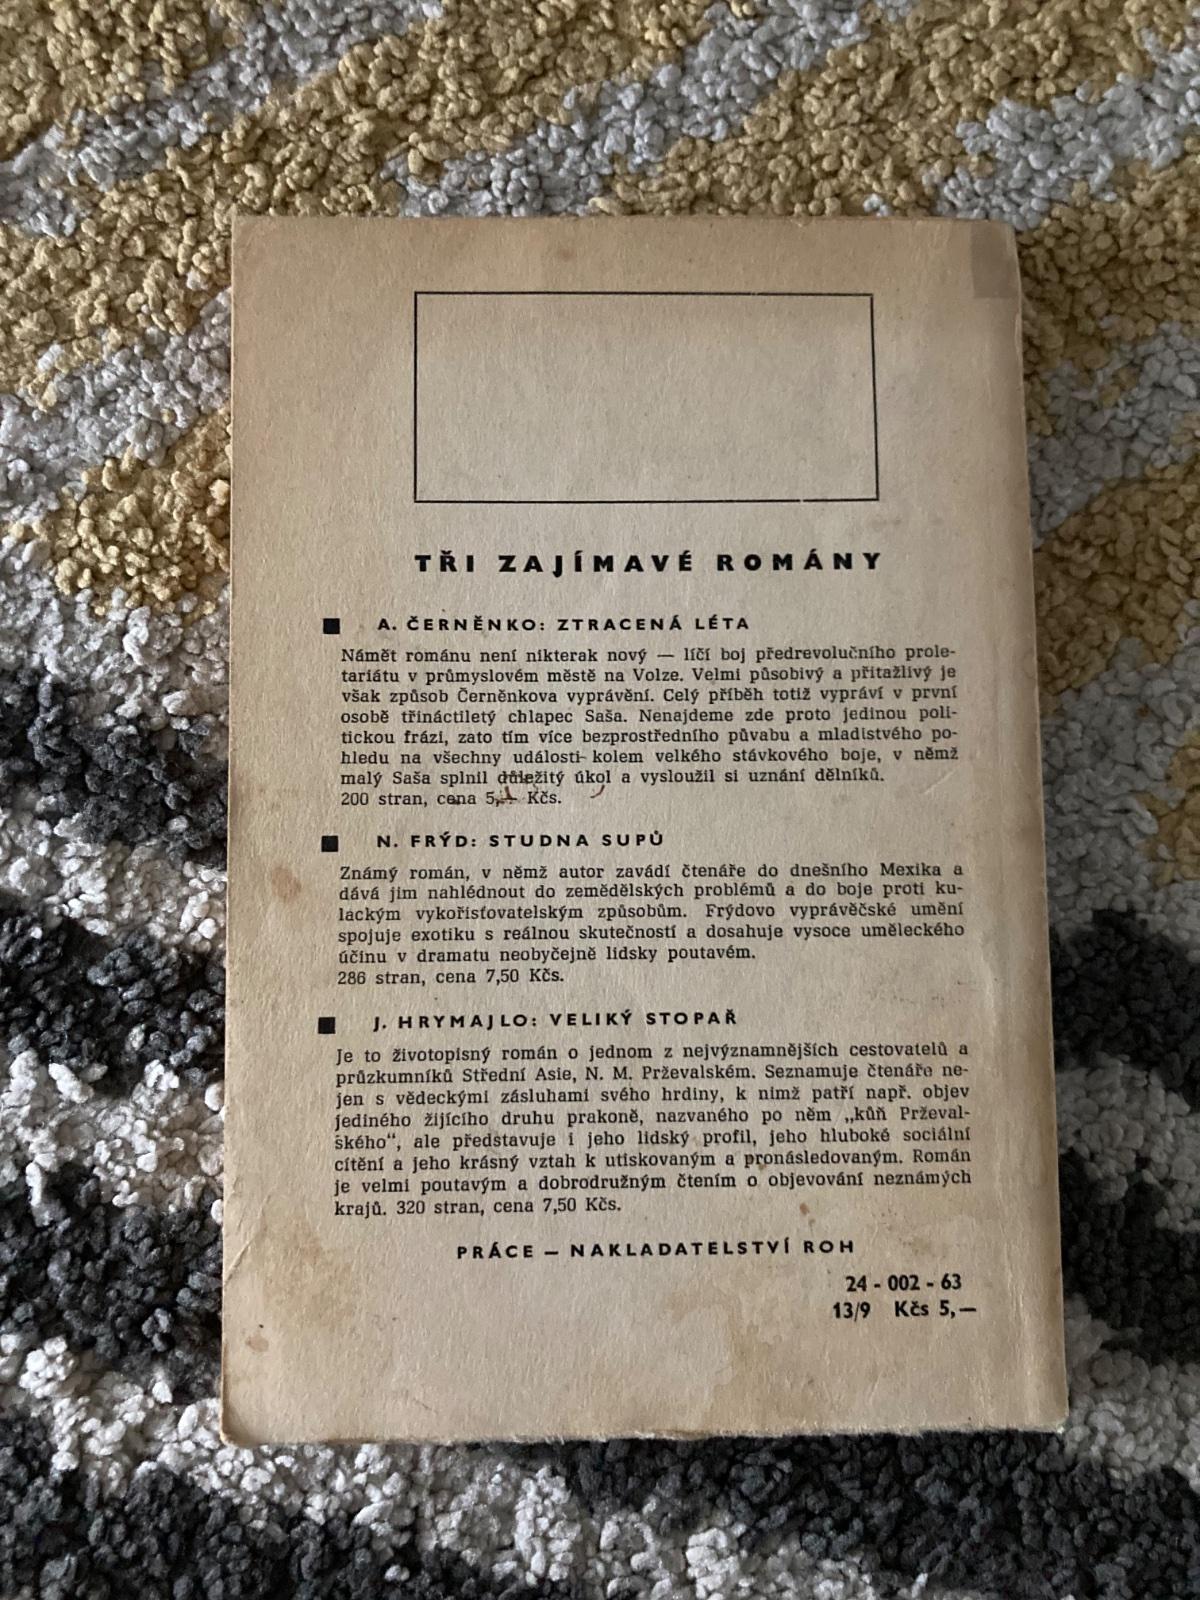 TŘI ZAJÍMAVÉ ROMÁNY
■ A. ČERNĚNKO: ZTRACENÁ LÉTA
Námět románu není nikterak nový — líčí boj předrevolučního prole-
tariátu v průmyslovém městě na Volze. Velmi působivý a přitažlivý je
však způsob Černěnkova vyprávění. Celý příběh totiž vypráví v první
osobě třináctiletý chlapec Saša. Nenajdeme zde proto jedinou poli-
tickou frázi, zato tím více bezprostředního půvabu a mladistvého po-
hledu na všechny události kolem velkého stávkového boje, v němž
malý Saša splnil důležitý úkol a vysloužil si uznání dělníků.
200 stran, cena 5,— Kčs.
■ N. FRÝD: STUDNA SUPŮ
Známý román, v němž autor zavádí čtenáře do dnešního Mexika a
dává jim nahlédnout do zemědělských problémů a do boje proti ku-
lackým vykořisťovatelským způsobům. Frýdovo vyprávěčské umění
spojuje exotiku s reálnou skutečností a dosahuje vysoce uměleckého
účinu v dramatu neobyčejně lidsky poutavém.
286 stran, cena 7,50 Kčs.
■ J. HRYMAJLO: VELIKÝ STOPAŘ
Je to životopisný román o jednom z nejvýznamnějších cestovatelů a
průzkumníků Střední Asie, N. M. Prževalském. Seznamuje čtenáře ne-
jen s vědeckými zásluhami svého hrdiny, k nimž patří např. objev
jediného žijícího druhu prakoně, nazvaného po něm „kůň Prževal-
ského“, ale představuje i jeho lidský profil, jeho hluboké sociální
cítění a jeho krásný vztah k utiskovaným a pronásledovaným. Román
je velmi poutavým a dobrodružným čtením o objevování neznámých
krajů. 320 stran, cena 7,50 Kčs.
PRÁCE — NAKLADATELSTVÍ ROH
24 - 002 - 63
13/9 Kčs 5,—